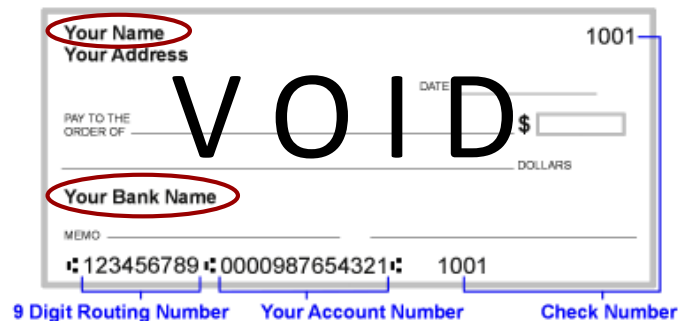 Your Name 1001
Your Address
DATE
VOID
PAY TO THE
ORDER OF $
DOLLARS
Your Bank Name
MEMO
⑆123456789⑆0000987654321⑆ 1001
9 Digit Routing Number Your Account Number Check Number